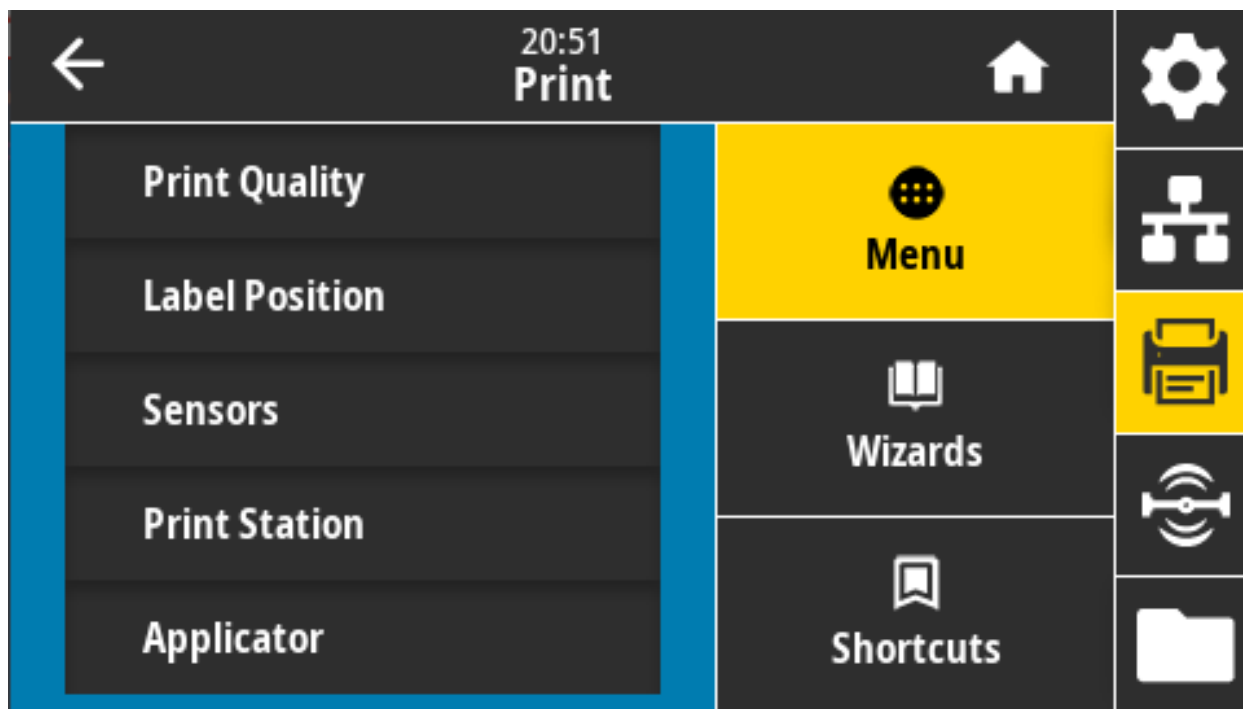 20:51
Print
Print Quality
Label Position
Sensors
Print Station
Applicator
Menu
Wizards
Shortcuts